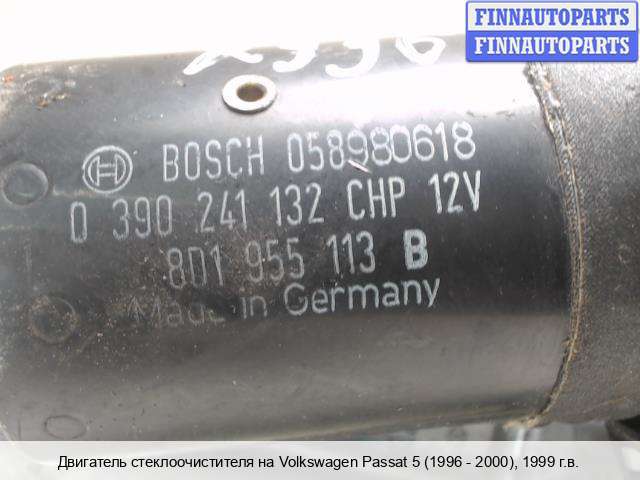 FINNAUTOPARTS
FINNAUTOPARTS
BOSCH 058980618
0 390 241 132 CHP 12V
8D1 955 113 B
Made in Germany
Двигатель стеклоочистителя на Volkswagen Passat 5 (1996 - 2000), 1999 г.в.